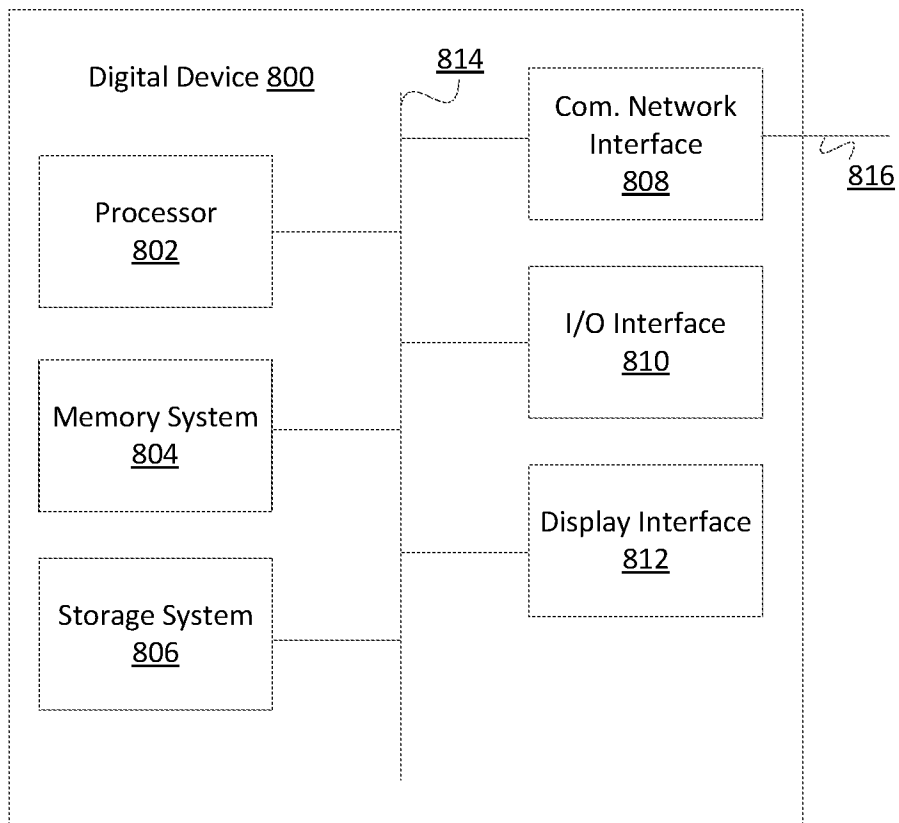 Digital Device 800
814
Com. Network
Interface
808
816
Processor
802
I/O Interface
810
Memory System
804
Display Interface
812
Storage System
806